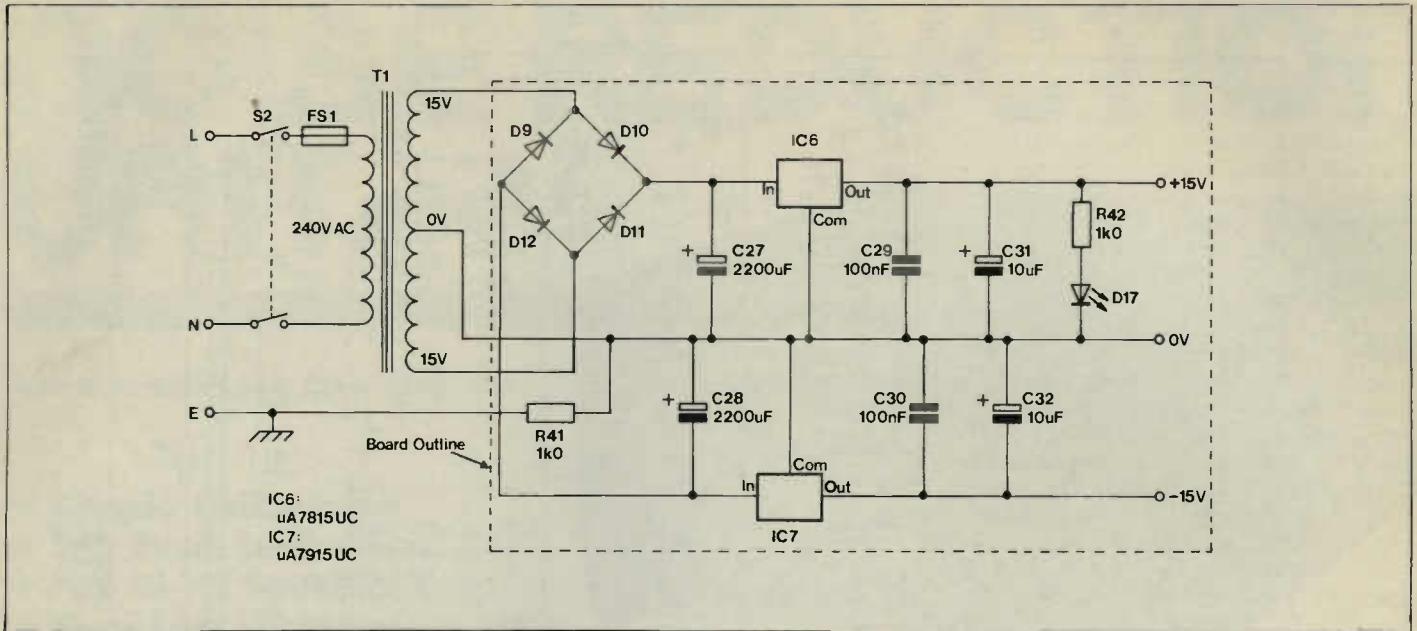 T1
S2
FS1
L
240V AC
N
E
15V
0V
15V
D9
D10
D12
D11
IC6
In
Out
Com
C27
2200uF
C29
100nF
C31
10uF
R42
1k0
D17
+15V
0V
+
+
R41
1k0
+
C28
2200uF
C30
100nF
+
C32
10uF
Board Outline
In
Com
Out
IC7
-15V
IC6:
uA7815UC
IC7:
uA7915UC